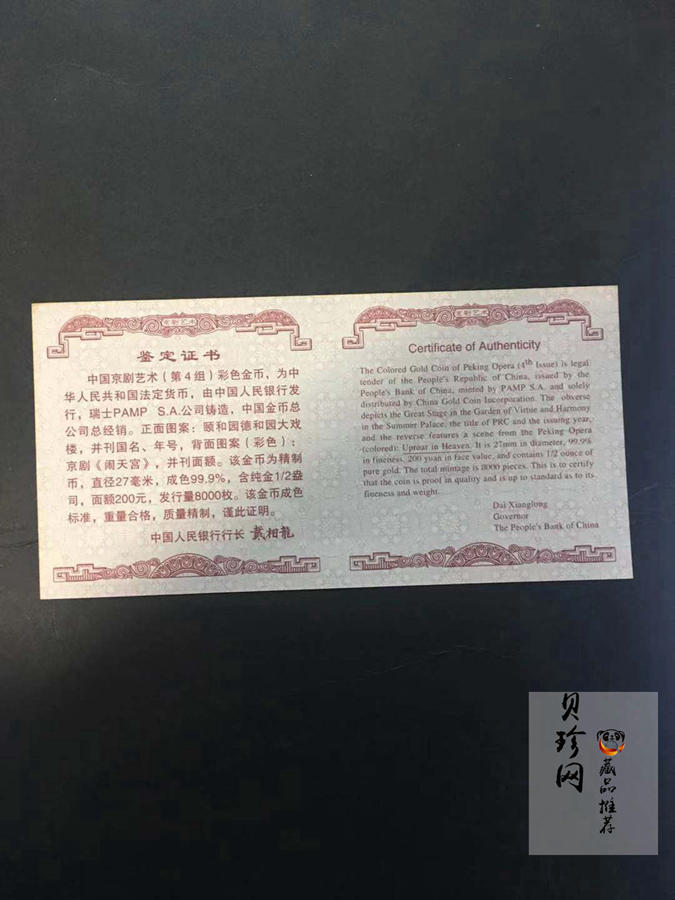 京剧艺术
鉴定证书
中国京剧艺术（第4组）彩色金币，为中
华人民共和国法定货币，由中国人民银行发
行，瑞士PAMP S.A.公司铸造，中国金币总
公司总经销。正面图案：颐和园德和园大戏
楼，并刊国名、年号，背面图案（彩色）：
京剧《闹天宫》，并刊面额。该金币为精制
币，直径27毫米，成色99.9%，含纯金1/2盎
司，面额200元，发行量8000枚。该金币成色
标准，重量合格，质量精制，谨此证明。
中国人民银行行长 戴相龍
京剧艺术
Certificate of Authenticity
The Colored Gold Coin of Peking Opera (4th Issue) is legal
tender of the People's Republic of China, issued by the
People's Bank of China, minted by PAMP S.A. and solely
distributed by China Gold Coin Incorporation. The obverse
depicts the Great Stage in the Garden of Virtue and Harmony
in the Summer Palace, the title of PRC and the issuing year,
and the reverse features a scene from the Peking Opera
(colored): Uproar in Heaven. It is 27mm in diameter, 99.9%
in fineness, 200 yuan in face value, and contains 1/2 ounce of
pure gold. The total mintage is 8000 pieces. This is to certify
that the coin is proof in quality and is up to standard as to its
fineness and weight.
Dai Xianglong
Governor
The People's Bank of China
贝珍网
藏品推荐